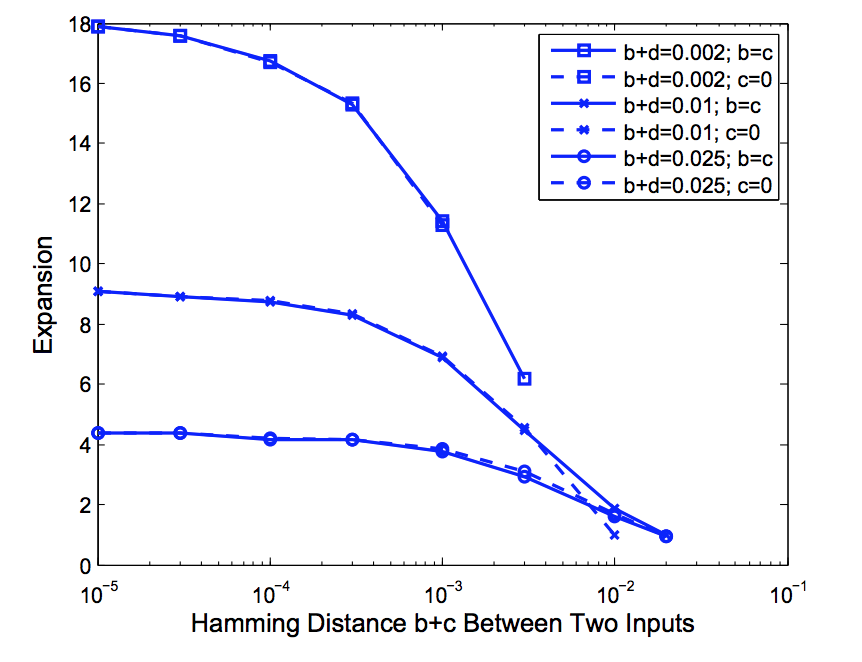 18
16
14
12
10
8
6
4
2
0
Expansion
b+d=0.002; b=c
b+d=0.002; c=0
b+d=0.01; b=c
b+d=0.01; c=0
b+d=0.025; b=c
b+d=0.025; c=0
10⁻⁵ 10⁻⁴ 10⁻³ 10⁻² 10⁻¹
Hamming Distance b+c Between Two Inputs